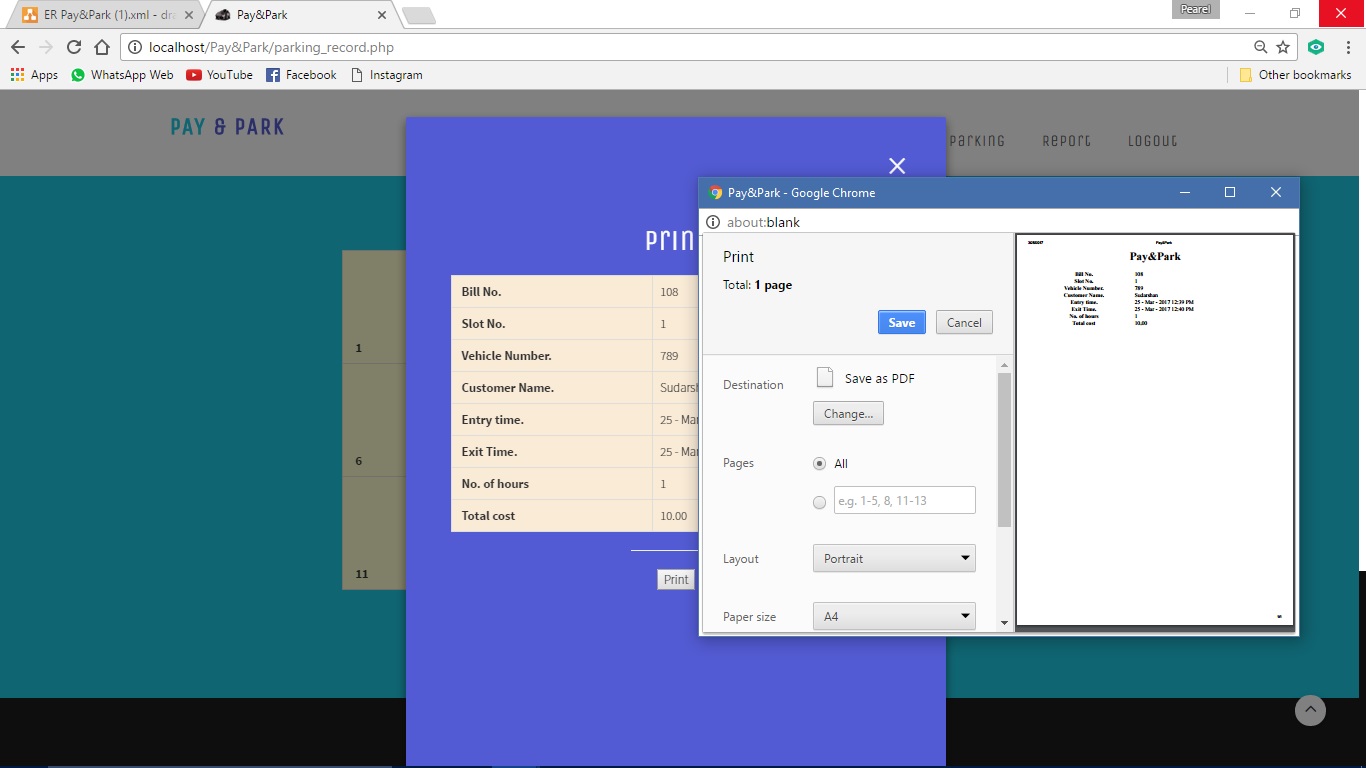 ER Pay&Park (1).xml - dra
Pay&Park
Pearel
localhost/Pay&Park/parking_record.php
Apps
WhatsApp Web
YouTube
Facebook
Instagram
Other bookmarks
PAY & PARK
Parking
Report
Logout
1
6
11
Prin
Bill No. 108
Slot No. 1
Vehicle Number. 789
Customer Name. Sudarsh
Entry time. 25 - Mar
Exit Time. 25 - Mar
No. of hours 1
Total cost 10.00
Print
Pay&Park - Google Chrome
about:blank
Print
Total: 1 page
Save
Cancel
Destination
Save as PDF
Change...
Pages
All
e.g. 1-5, 8, 11-13
Layout
Portrait
Paper size
A4
Pay&Park
Pay&Park
Bill No. 108
Slot No. 1
Vehicle Number. 789
Customer Name. Sudarshan
Entry time. 25 - Mar - 2017 12:39 PM
Exit Time. 25 - Mar - 2017 12:40 PM
No. of hours 1
Total cost 10.00